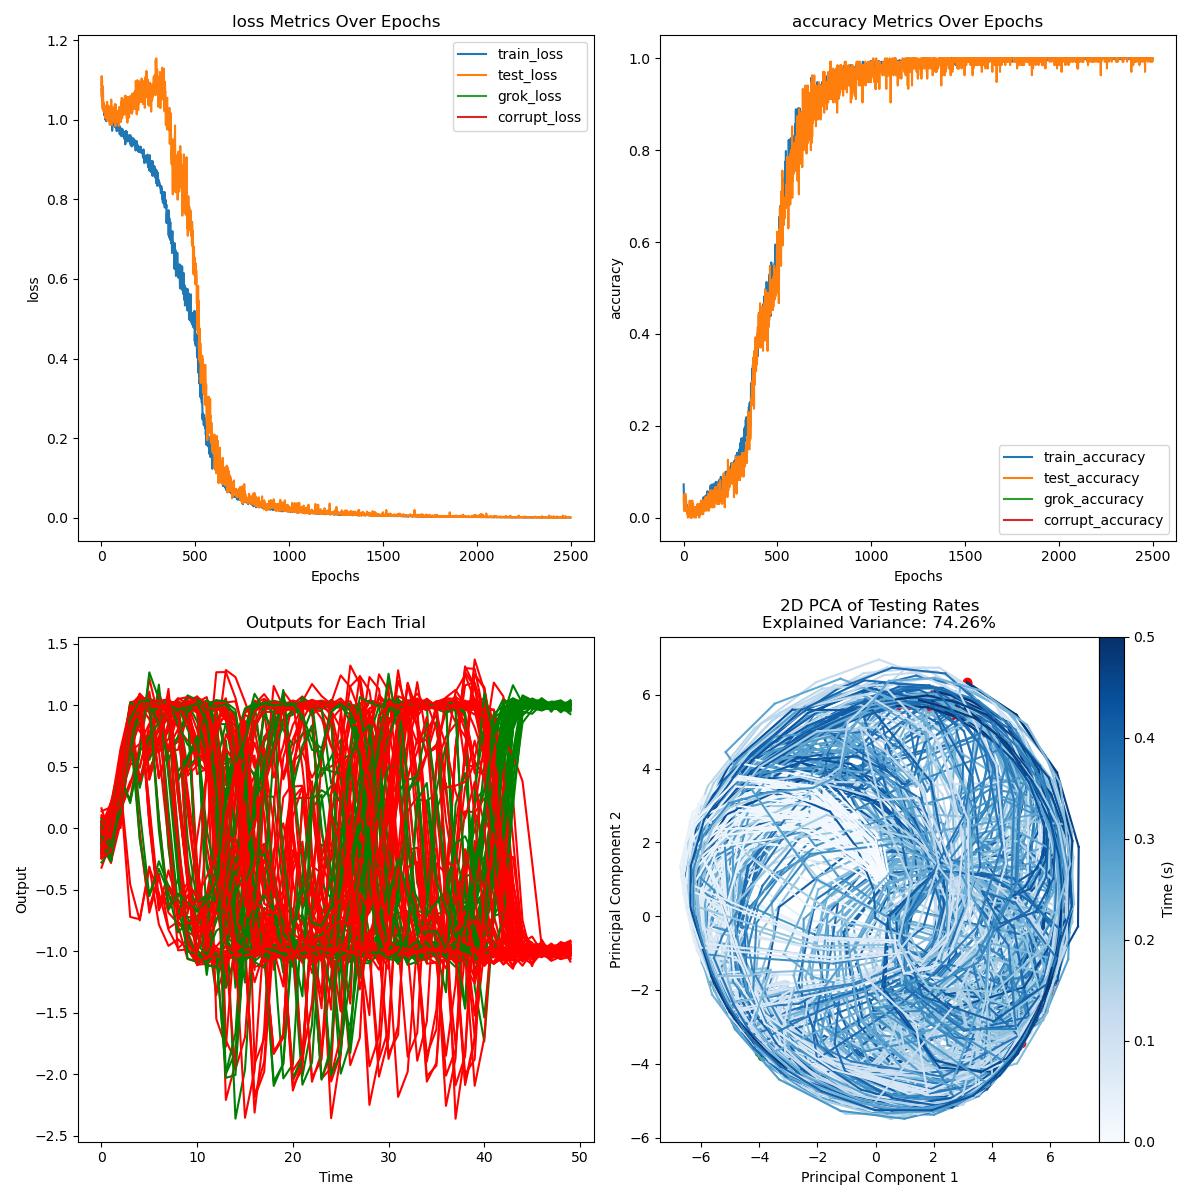 loss Metrics Over Epochs
1.2
1.0
0.8
0.6
0.4
0.2
0.0
loss
train_loss
test_loss
grok_loss
corrupt_loss
0
500
1000
1500
2000
2500
Epochs
accuracy Metrics Over Epochs
1.0
0.8
0.6
0.4
0.2
0.0
accuracy
train_accuracy
test_accuracy
grok_accuracy
corrupt_accuracy
0
500
1000
1500
2000
2500
Epochs
Outputs for Each Trial
1.5
1.0
0.5
0.0
−0.5
−1.0
−1.5
−2.0
−2.5
Output
0
10
20
30
40
50
Time
2D PCA of Testing Rates
Explained Variance: 74.26%
6
4
2
0
−2
−4
−6
Principal Component 2
−6
−4
−2
0
2
4
6
Principal Component 1
0.5
0.4
0.3
0.2
0.1
0.0
Time (s)